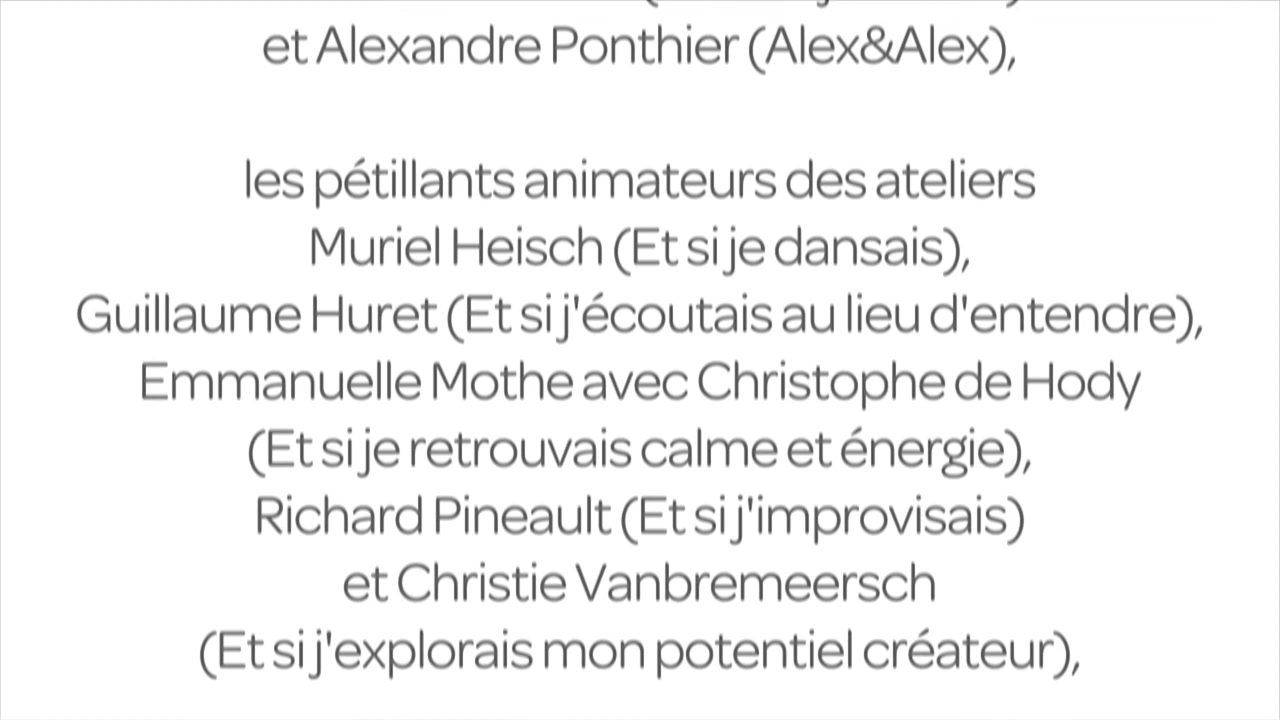 et Alexandre Ponthier (Alex&Alex),
les pétillants animateurs des ateliers
Muriel Heisch (Et si je dansais),
Guillaume Huret (Et si j'écoutais au lieu d'entendre),
Emmanuelle Mothe avec Christophe de Hody
(Et si je retrouvais calme et énergie),
Richard Pineault (Et si j'improvisais)
et Christie Vanbremeersch
(Et si j'explorais mon potentiel créateur),